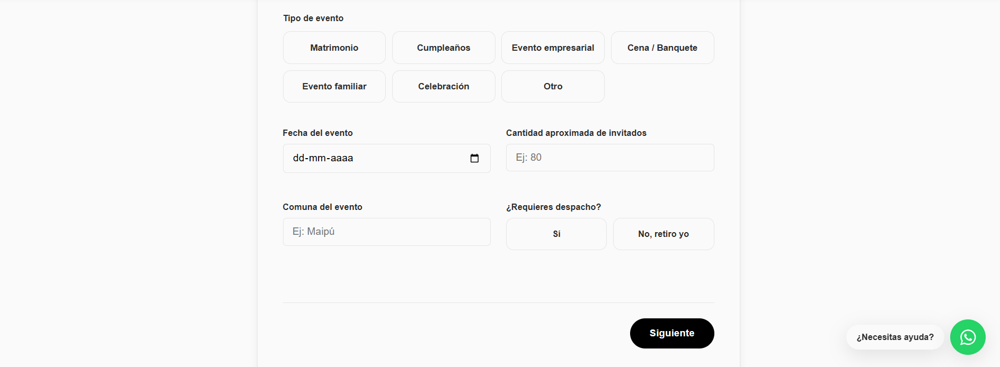 Tipo de evento
Matrimonio
Cumpleaños
Evento empresarial
Cena / Banquete
Evento familiar
Celebración
Otro
Fecha del evento
Cantidad aproximada de invitados
dd-mm-aaaa
Ej: 80
Comuna del evento
¿Requieres despacho?
Ej: Maipú
Sí
No, retiro yo
Siguiente
¿Necesitas ayuda?